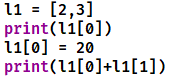 l1 = [2,3]
print(l1[0])
l1[0] = 20
print(l1[0]+l1[1])